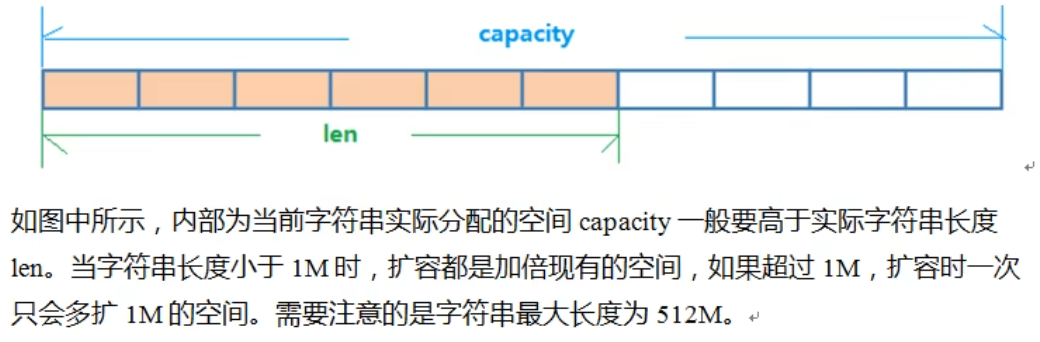 capacity
len
如图中所示，内部为当前字符串实际分配的空间 capacity 一般要高于实际字符串长度
len。当字符串长度小于 1M 时，扩容都是加倍现有的空间，如果超过 1M，扩容时一次
只会多扩 1M 的空间。需要注意的是字符串最大长度为 512M。